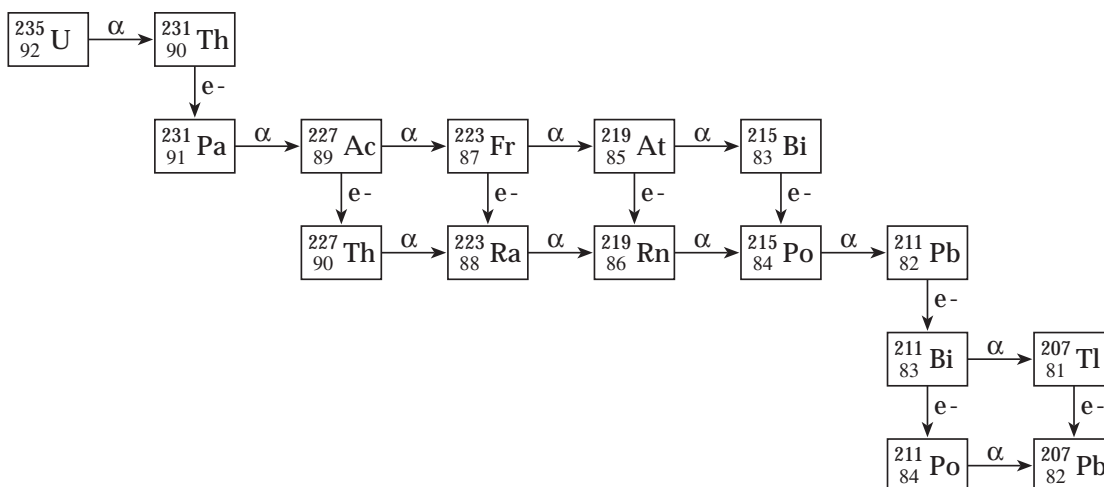 235 92 U α 231 90 Th
e-
231 91 Pa α 227 89 Ac α 223 87 Fr α 219 85 At α 215 83 Bi
e- e- e- e-
227 90 Th α 223 88 Ra α 219 86 Rn α 215 84 Po α 211 82 Pb
e-
211 83 Bi α 207 81 Tl
e- e-
211 84 Po α 207 82 Pb